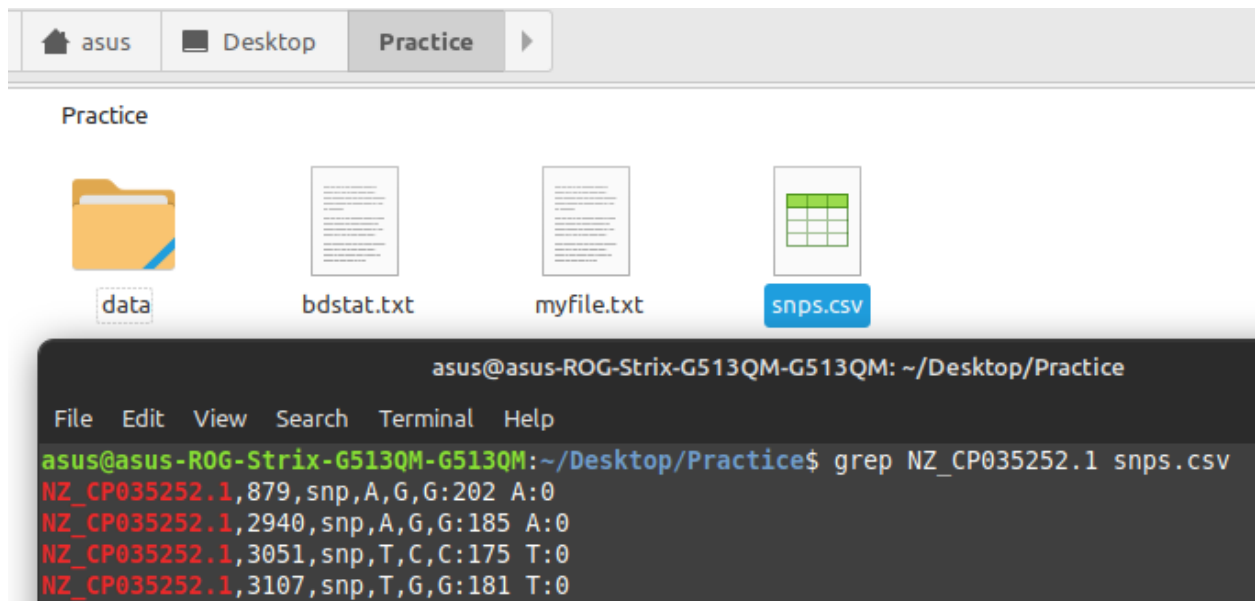 asus Desktop Practice
Practice
data bdstat.txt myfile.txt snps.csv
asus@asus-ROG-Strix-G513QM-G513QM: ~/Desktop/Practice
File Edit View Search Terminal Help
asus@asus-ROG-Strix-G513QM-G513QM:~/Desktop/Practice$ grep NZ_CP035252.1 snps.csv
NZ_CP035252.1,879,snp,A,G,G:202 A:0
NZ_CP035252.1,2940,snp,A,G,G:185 A:0
NZ_CP035252.1,3051,snp,T,C,C:175 T:0
NZ_CP035252.1,3107,snp,T,G,G:181 T:0